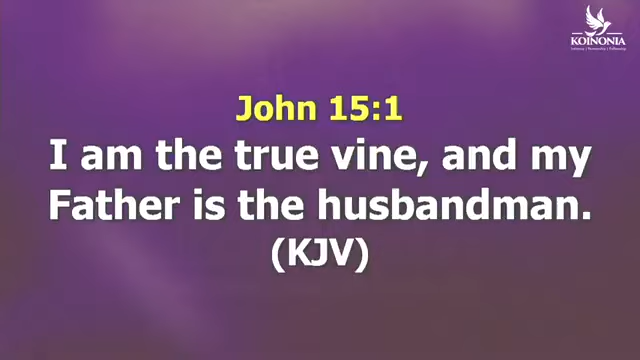 KOINONIA
John 15:1
I am the true vine, and my
Father is the husbandman.
(KJV)